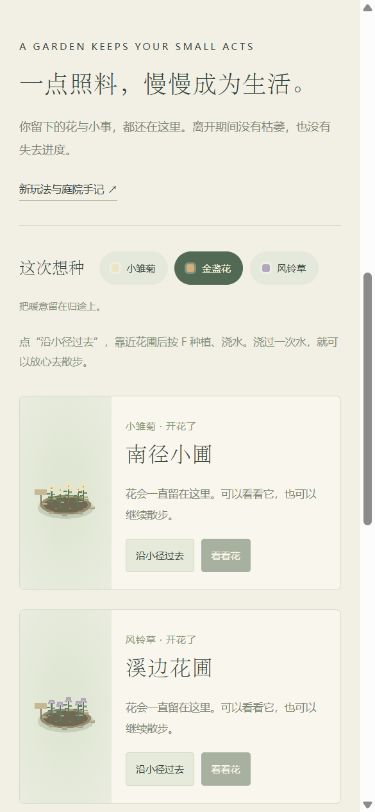 A GARDEN KEEPS YOUR SMALL ACTS
一点照料，慢慢成为生活。
你留下的花与小事，都还在这里。离开期间没有枯萎，也没有
失去进度。
新玩法与庭院手记 ↗
这次想种
小雏菊
金盏花
风铃草
把暖意留在归途上。
点“沿小径过去”，靠近花圃后按 F 种植、浇水。浇过一次水，就可
以放心去散步。
小雏菊 · 开花了
南径小圃
花会一直留在这里。可以看看它，也可以
继续散步。
沿小径过去
看看花
风铃草 · 开花了
溪边花圃
花会一直留在这里。可以看看它，也可以
继续散步。
沿小径过去
看看花